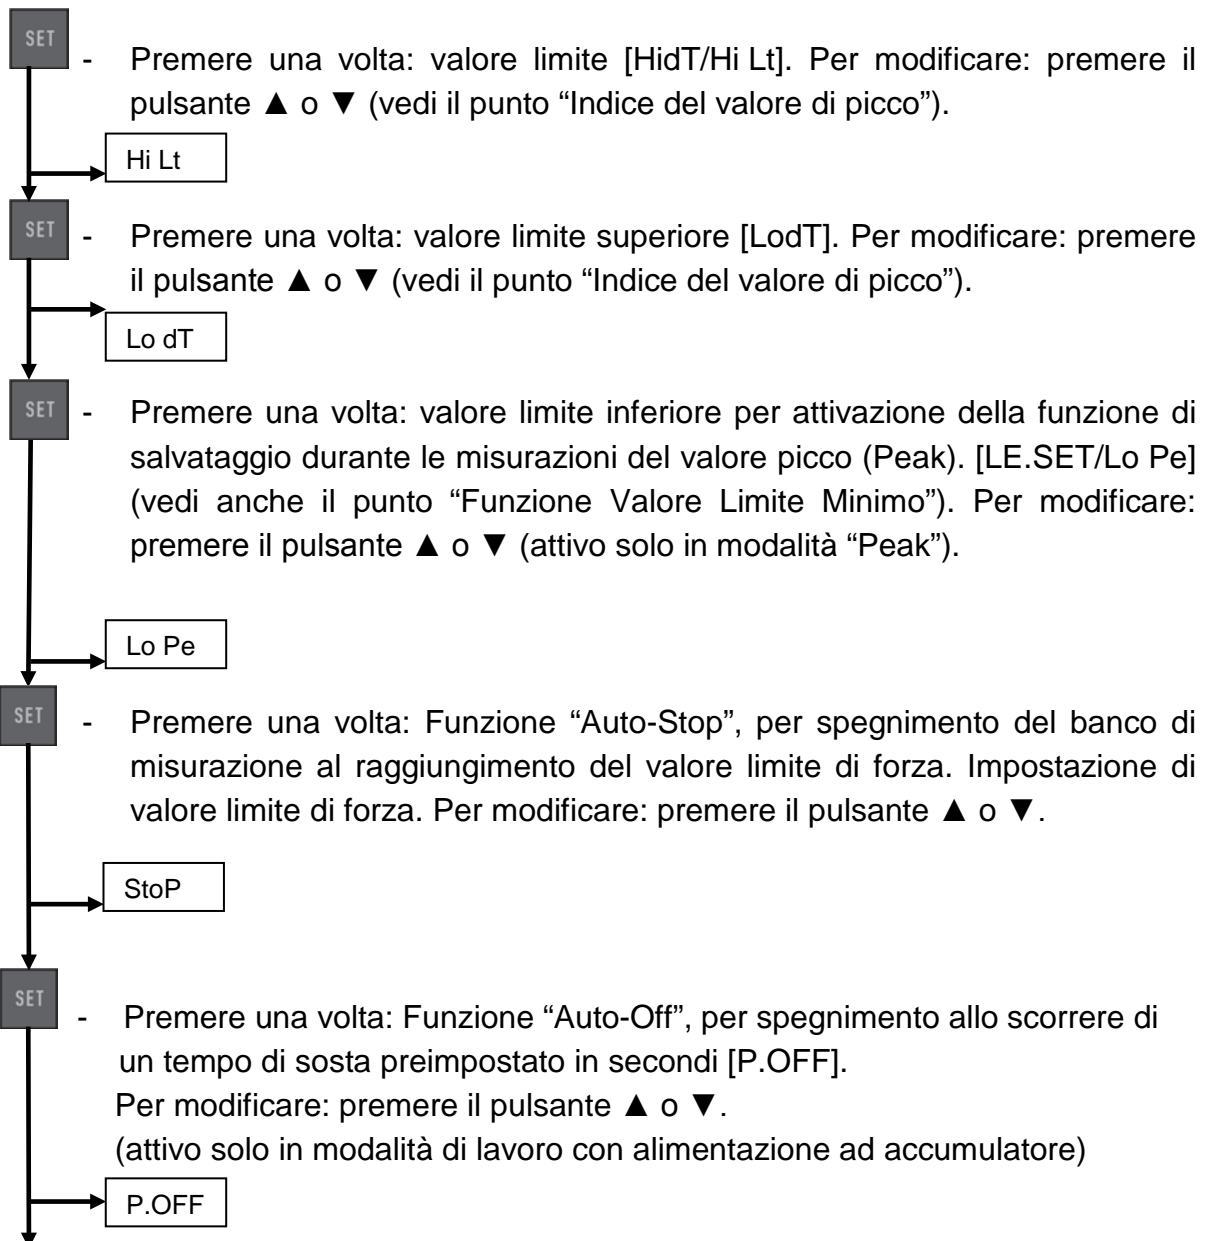 SET
- Premere una volta: valore limite [HidT/Hi Lt]. Per modificare: premere il
pulsante ▲ o ▼ (vedi il punto “Indice del valore di picco”).
Hi Lt
SET
- Premere una volta: valore limite superiore [LodT]. Per modificare: premere
il pulsante ▲ o ▼ (vedi il punto “Indice del valore di picco”).
Lo dT
SET
- Premere una volta: valore limite inferiore per attivazione della funzione di
salvataggio durante le misurazioni del valore picco (Peak). [LE.SET/Lo Pe]
(vedi anche il punto “Funzione Valore Limite Minimo”). Per modificare:
premere il pulsante ▲ o ▼ (attivo solo in modalità “Peak”).
Lo Pe
SET
- Premere una volta: Funzione “Auto-Stop”, per spegnimento del banco di
misurazione al raggiungimento del valore limite di forza. Impostazione di
valore limite di forza. Per modificare: premere il pulsante ▲ o ▼.
StoP
SET
- Premere una volta: Funzione “Auto-Off”, per spegnimento allo scorrere di
un tempo di sosta preimpostato in secondi [P.OFF].
Per modificare: premere il pulsante ▲ o ▼.
(attivo solo in modalità di lavoro con alimentazione ad accumulatore)
P.OFF